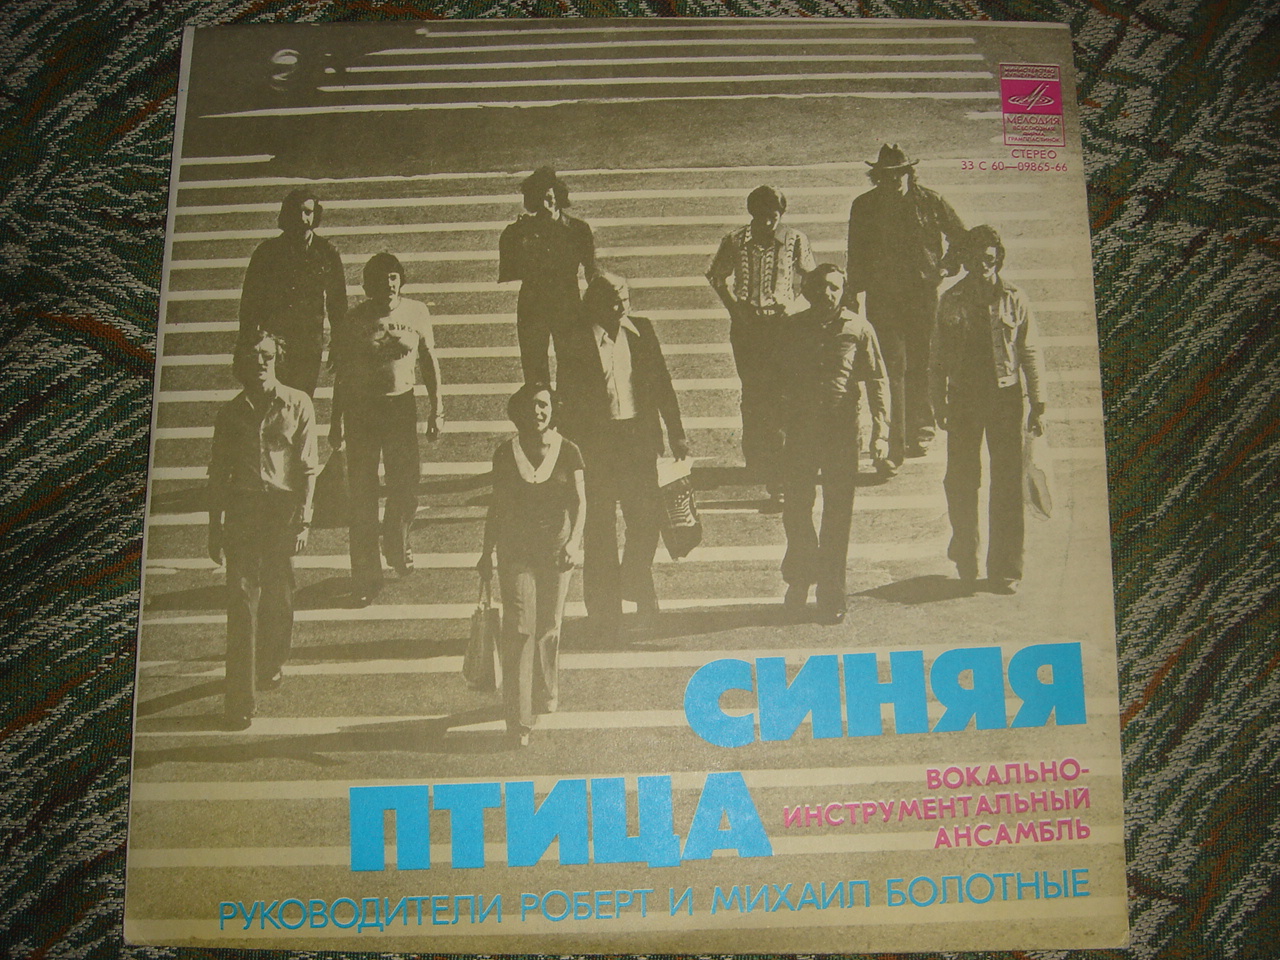 МЕЛОДИЯ
СТЕРЕО
33 С 60—09865-66
СИНЯЯ
ПТИЦА
ВОКАЛЬНО-
ИНСТРУМЕНТАЛЬНЫЙ
АНСАМБЛЬ
РУКОВОДИТЕЛИ РОБЕРТ И МИХАИЛ БОЛОТНЫЕ